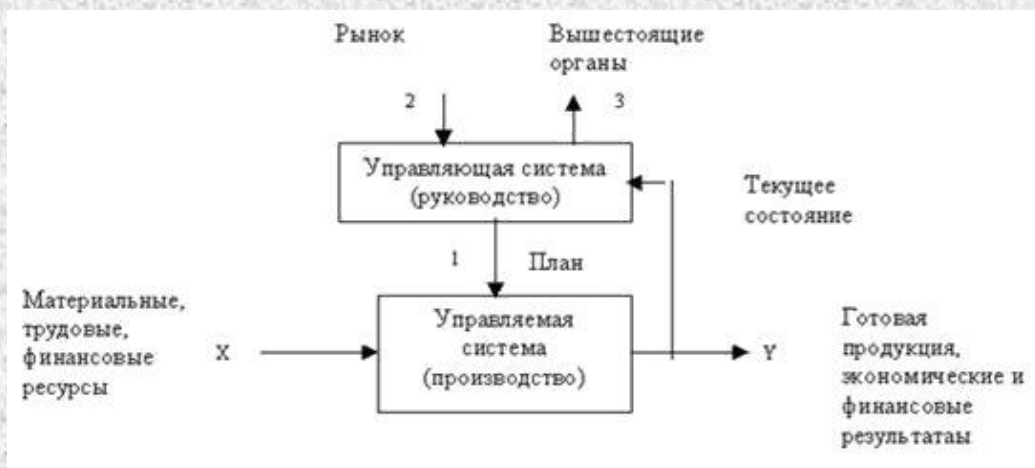 Рынок
Вышестоящие
органы
2
3
Управляющая система
(руководство)
Текущее
состояние
1
План
Материальные,
трудовые,
финансовые
ресурсы
X
Управляемая
система
(производство)
Y
Готовая
продукция,
экономические и
финансовые
результатаы